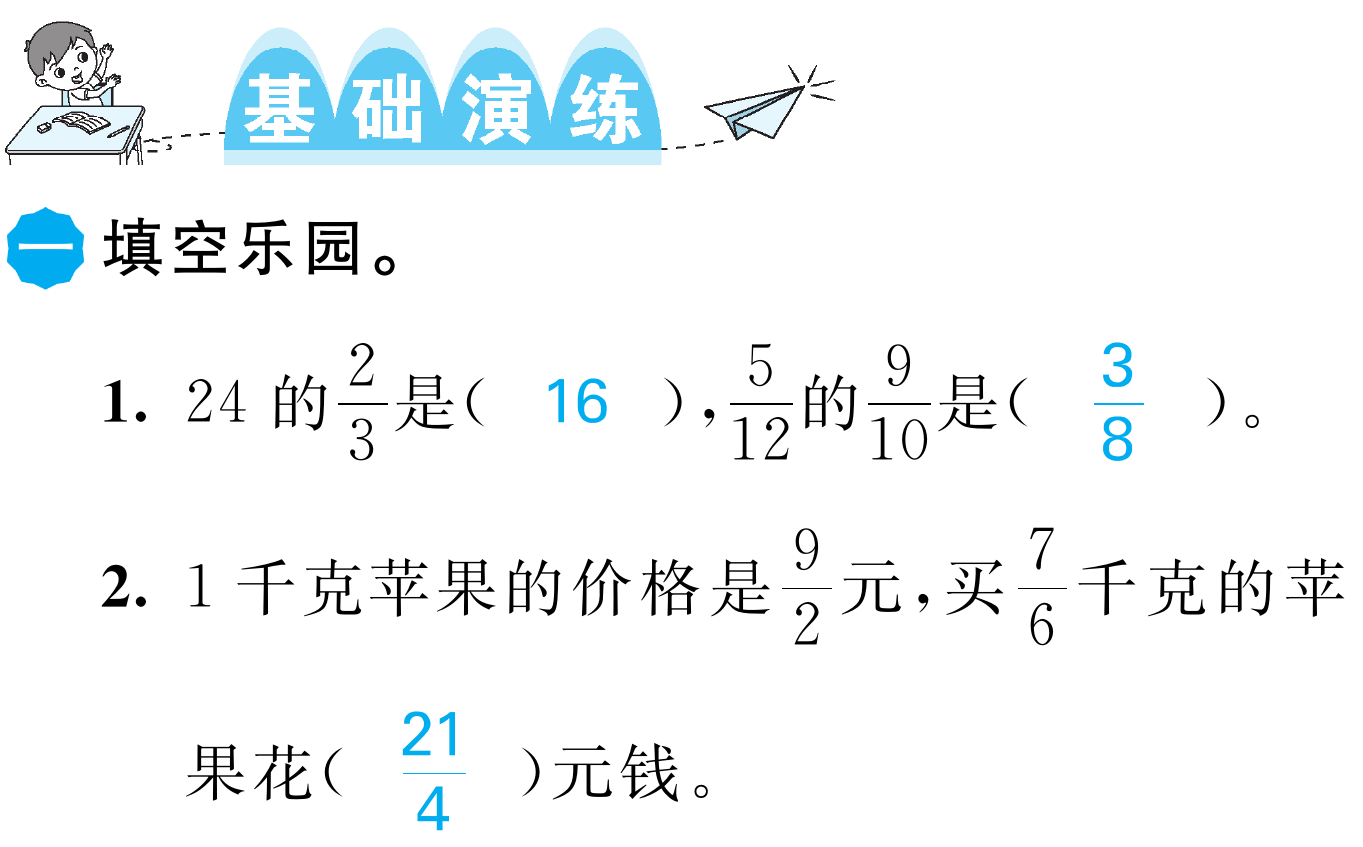 基础演练
一 填空乐园。
1. 24 的 2/3 是( 16 ), 5/12 的 9/10 是( 3/8 )。
2. 1 千克苹果的价格是 9/2 元,买 7/6 千克的苹
果花( 21/4 )元钱。